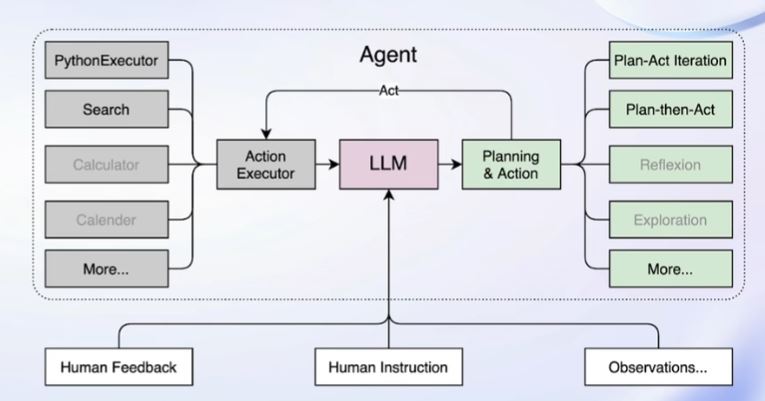 Agent
PythonExecutor
Search
Calculator
Calender
More...
Act
Action
Executor
LLM
Planning
& Action
Plan-Act Iteration
Plan-then-Act
Reflexion
Exploration
More...
Human Feedback
Human Instruction
Observations...